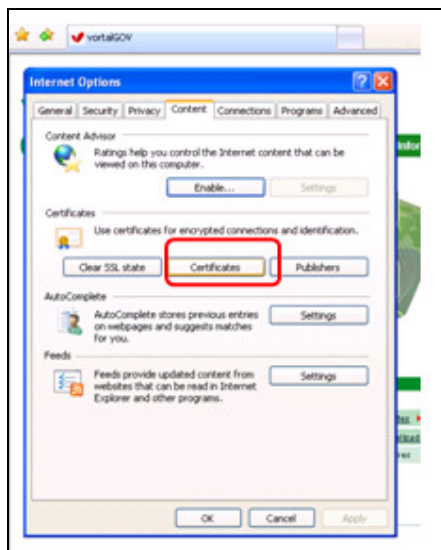 vortalGOV
Internet Options
General Security Privacy Content Connections Programs Advanced
Content Advisor
Ratings help you control the Internet content that can be
viewed on this computer.
Enable... Settings
Certificates
Use certificates for encrypted connections and identification.
Clear SSL state Certificates Publishers
AutoComplete
AutoComplete stores previous entries
on webpages and suggests matches
for you.
Settings
Feeds
Feeds provide updated content from
websites that can be read in Internet
Explorer and other programs.
Settings
OK Cancel Apply